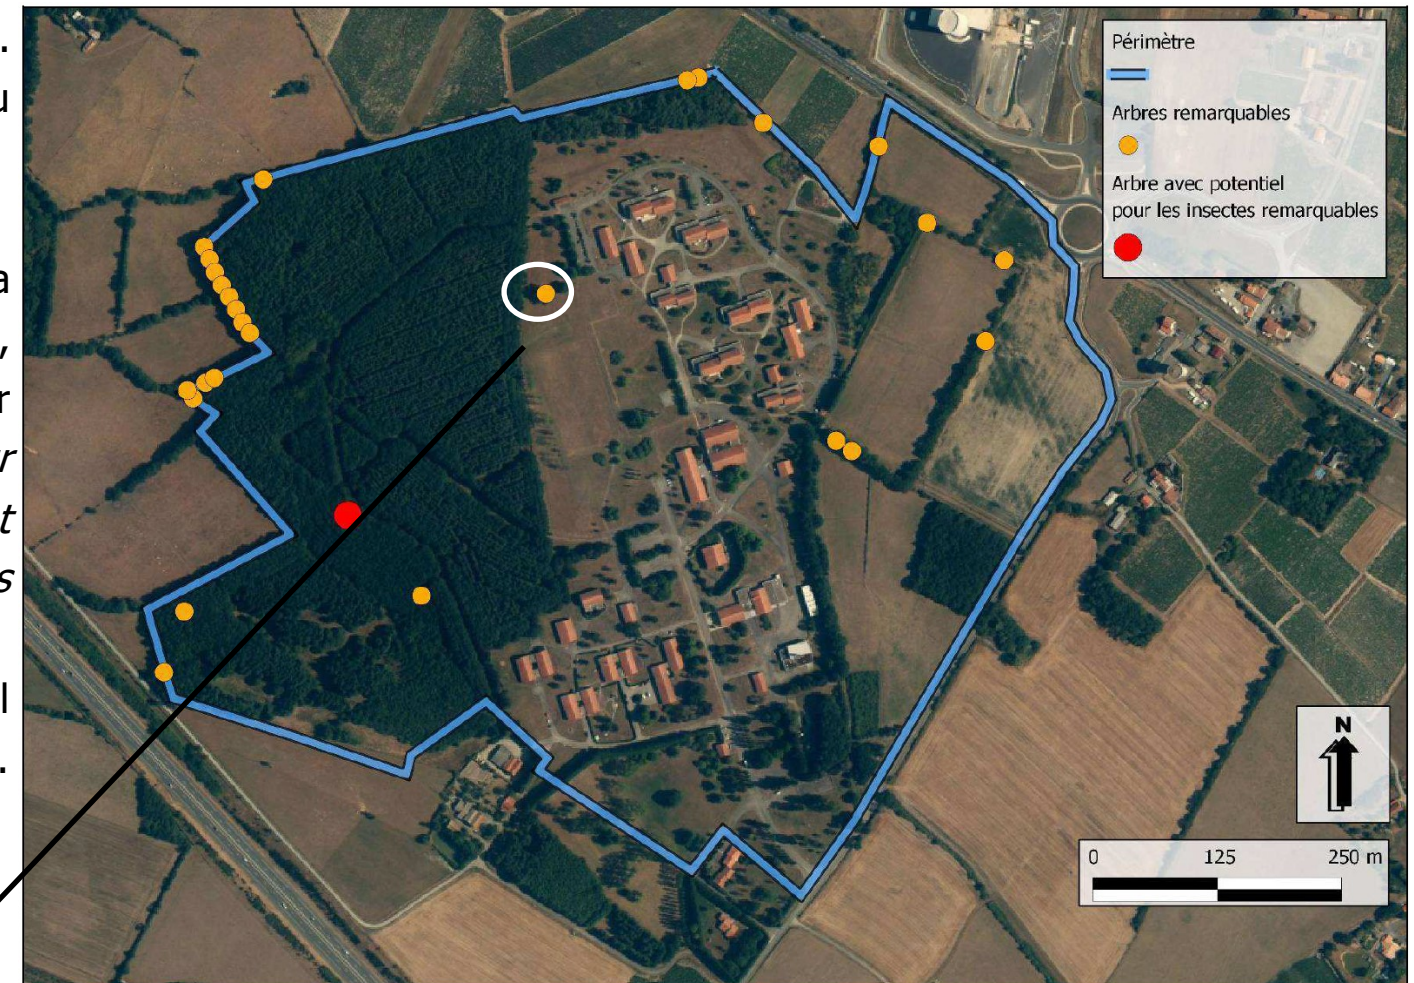 .
u
a
,
r
r
t
s
l
.
Périmètre
Arbres remarquables
Arbre avec potentiel
pour les insectes remarquables
N
0 125 250 m